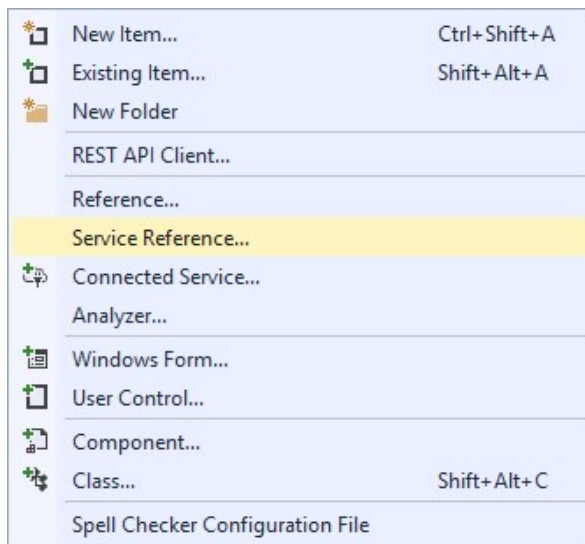 New Item... Ctrl+Shift+A
Existing Item... Shift+Alt+A
New Folder
REST API Client...
Reference...
Service Reference...
Connected Service...
Analyzer...
Windows Form...
User Control...
Component...
Class... Shift+Alt+C
Spell Checker Configuration File